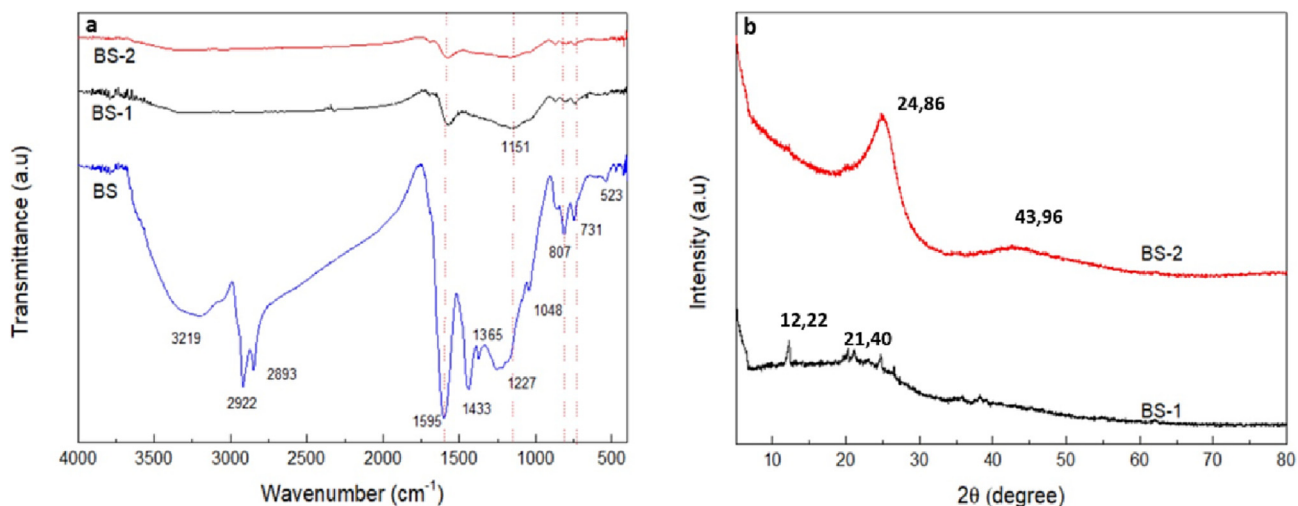 a
BS-2
BS-1
BS
1151
523
731
807
1048
3219
1365
2893
1227
2922
1433
1595
4000 3500 3000 2500 2000 1500 1000 500
Wavenumber (cm⁻¹)
Transmittance (a.u)
b
24,86
43,96
BS-2
12,22
21,40
BS-1
10 20 30 40 50 60 70 80
2θ (degree)
Intensity (a.u)